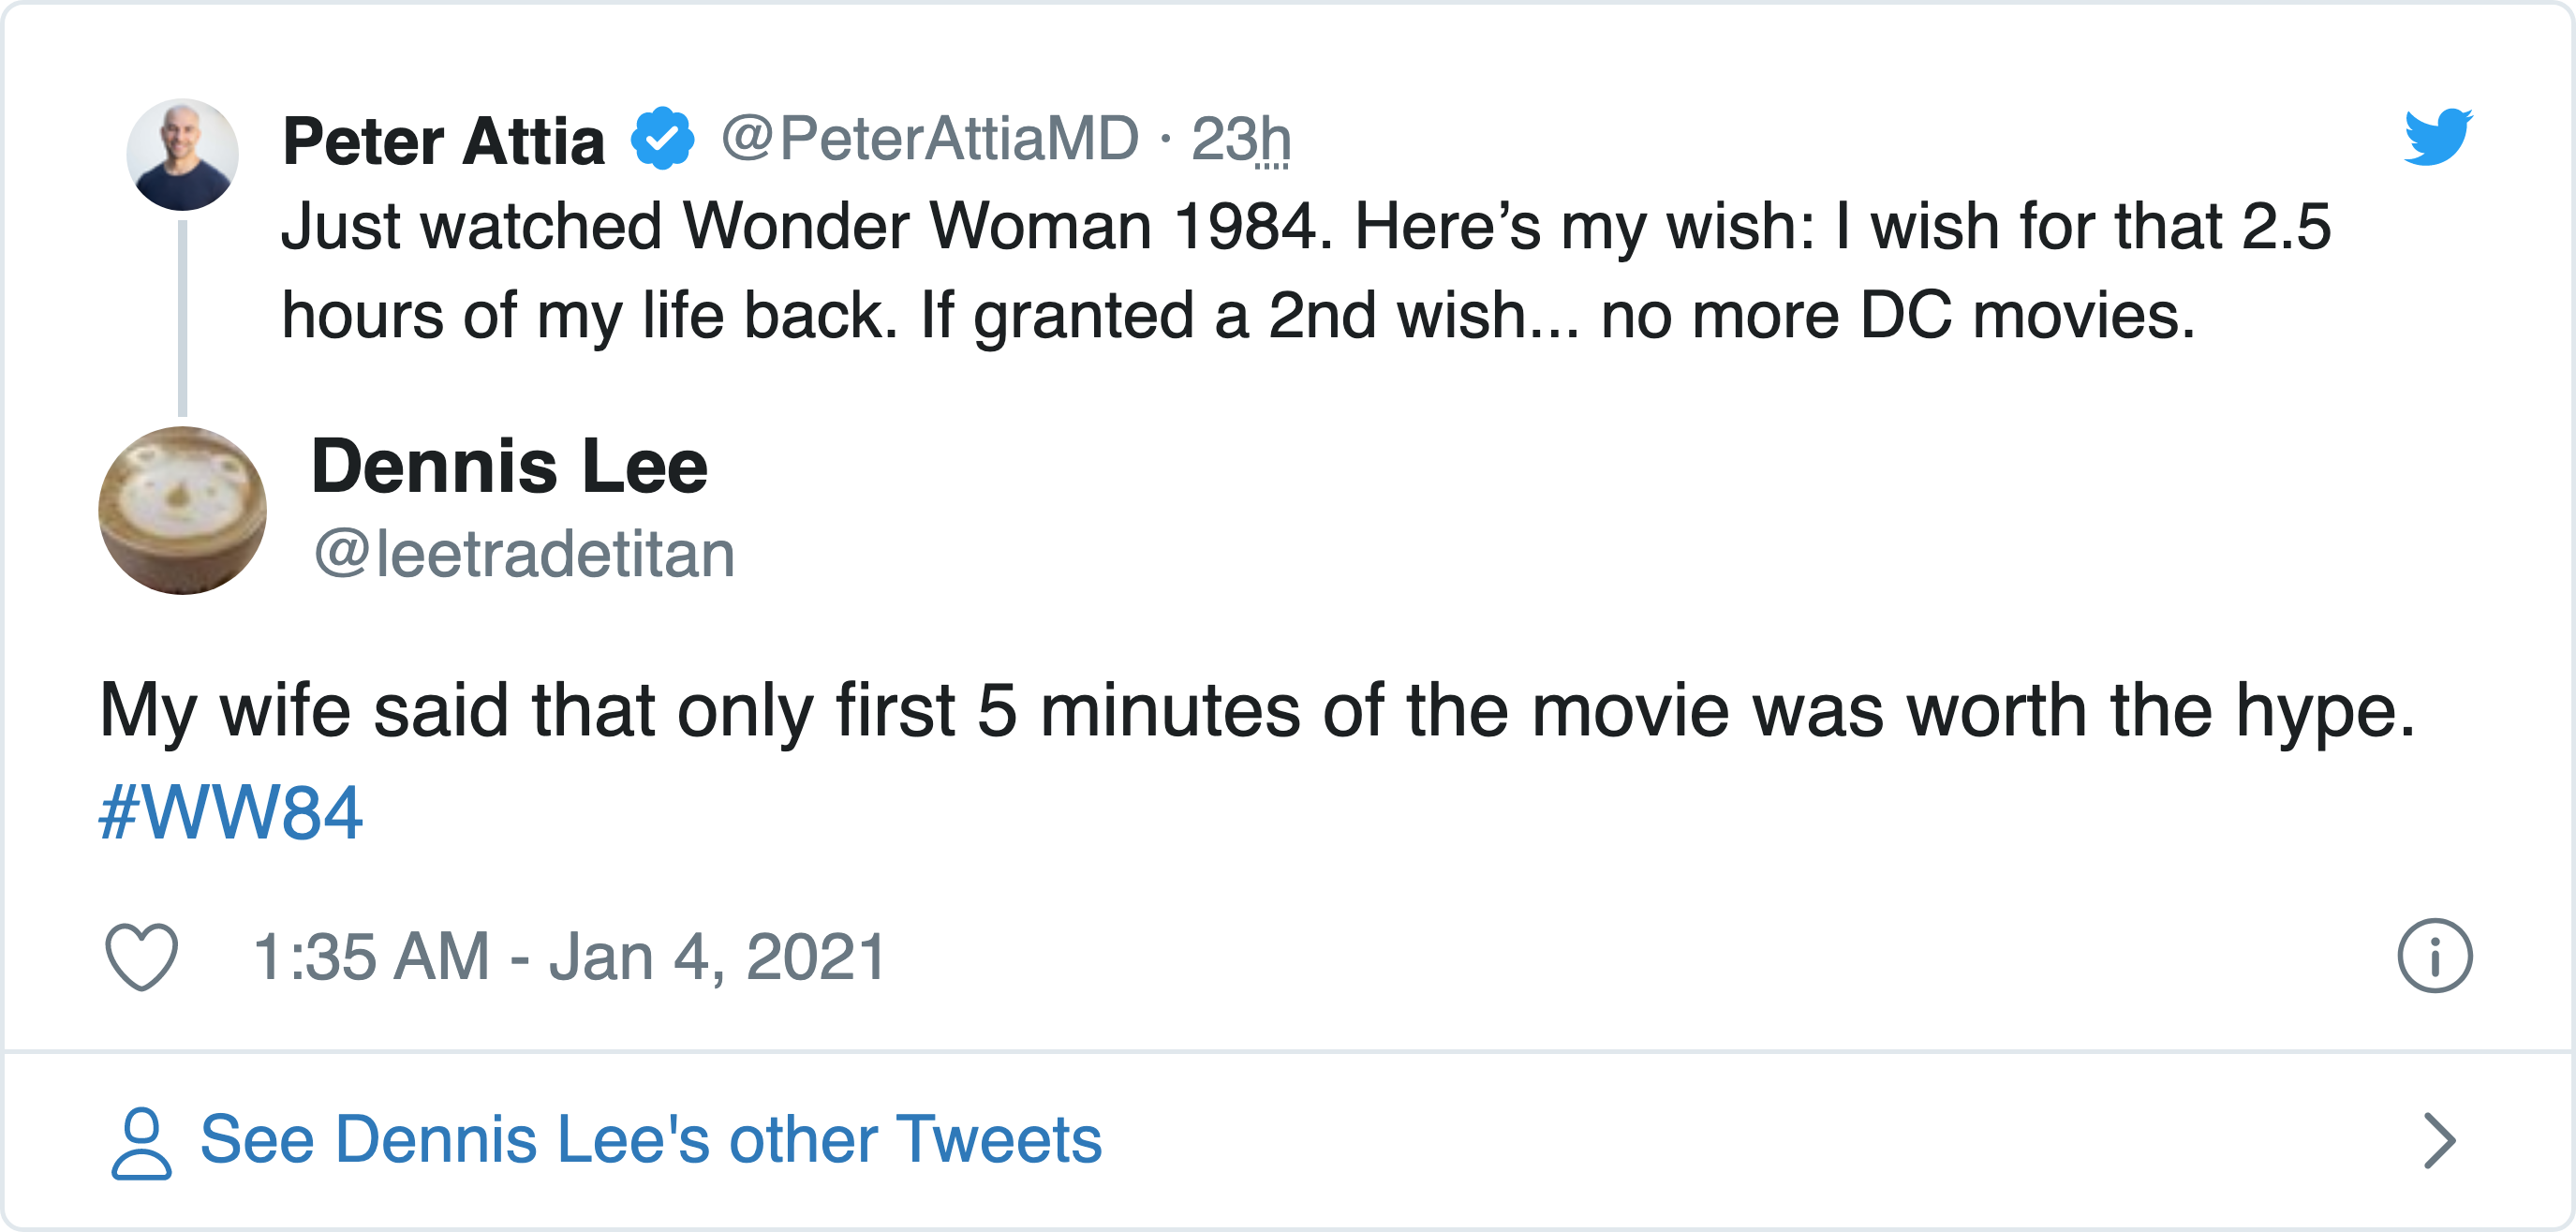 Peter Attia @PeterAttiaMD · 23h
Just watched Wonder Woman 1984. Here’s my wish: I wish for that 2.5
hours of my life back. If granted a 2nd wish... no more DC movies.
Dennis Lee
@leetradetitan
My wife said that only first 5 minutes of the movie was worth the hype.
#WW84
1:35 AM - Jan 4, 2021
See Dennis Lee's other Tweets